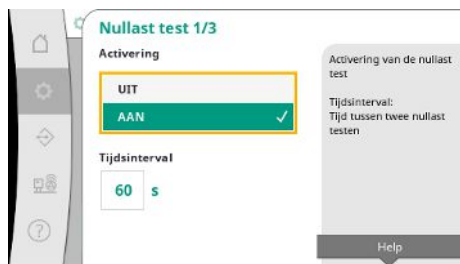 Nullast test 1/3
Activering
UIT
AAN
Tijdsinterval
60 s
Activering van de nullast
test
Tijdsinterval:
Tijd tussen twee nullast
testen
Help